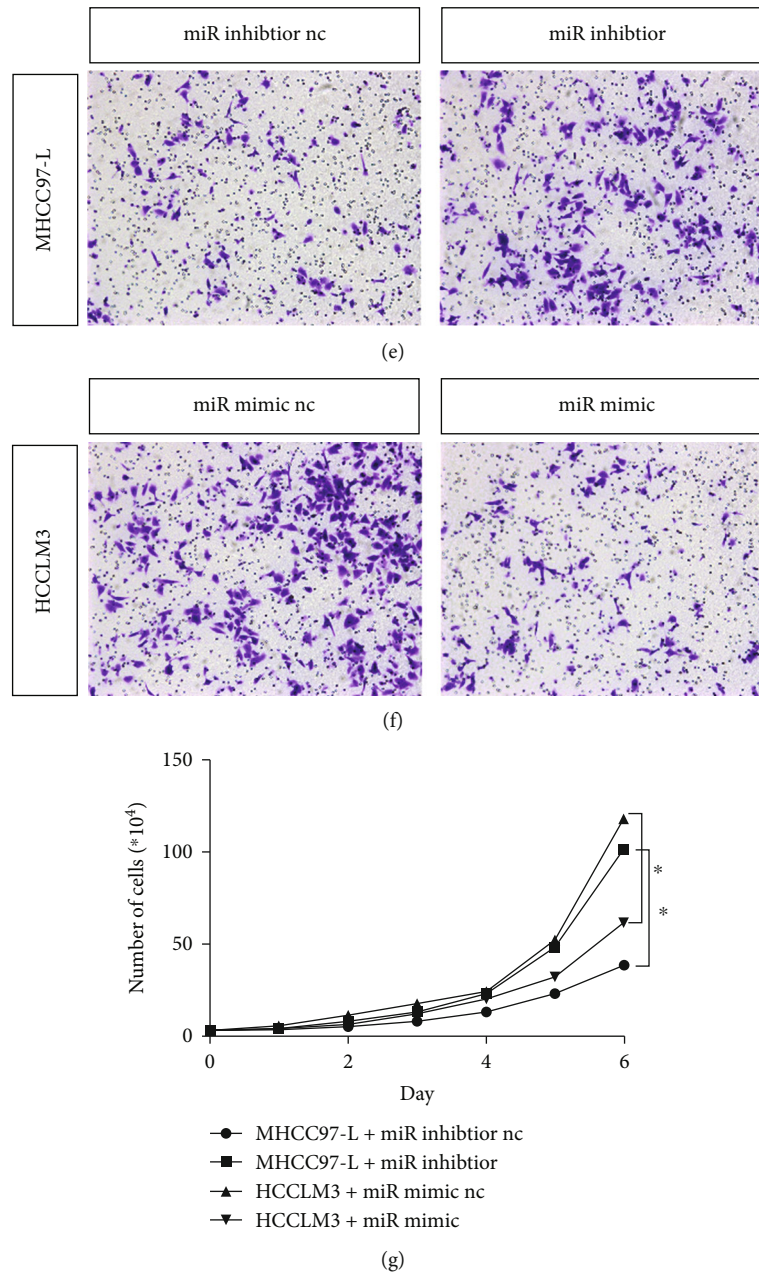 miR inhibtior nc
miR inhibtior
MHCC97-L
(e)
miR mimic nc
miR mimic
HCCLM3
(f)
150
100
50
0
Number of cells (*10⁴)
*
*
0
2
4
6
Day
MHCC97-L + miR inhibtior nc
MHCC97-L + miR inhibtior
HCCLM3 + miR mimic nc
HCCLM3 + miR mimic
(g)